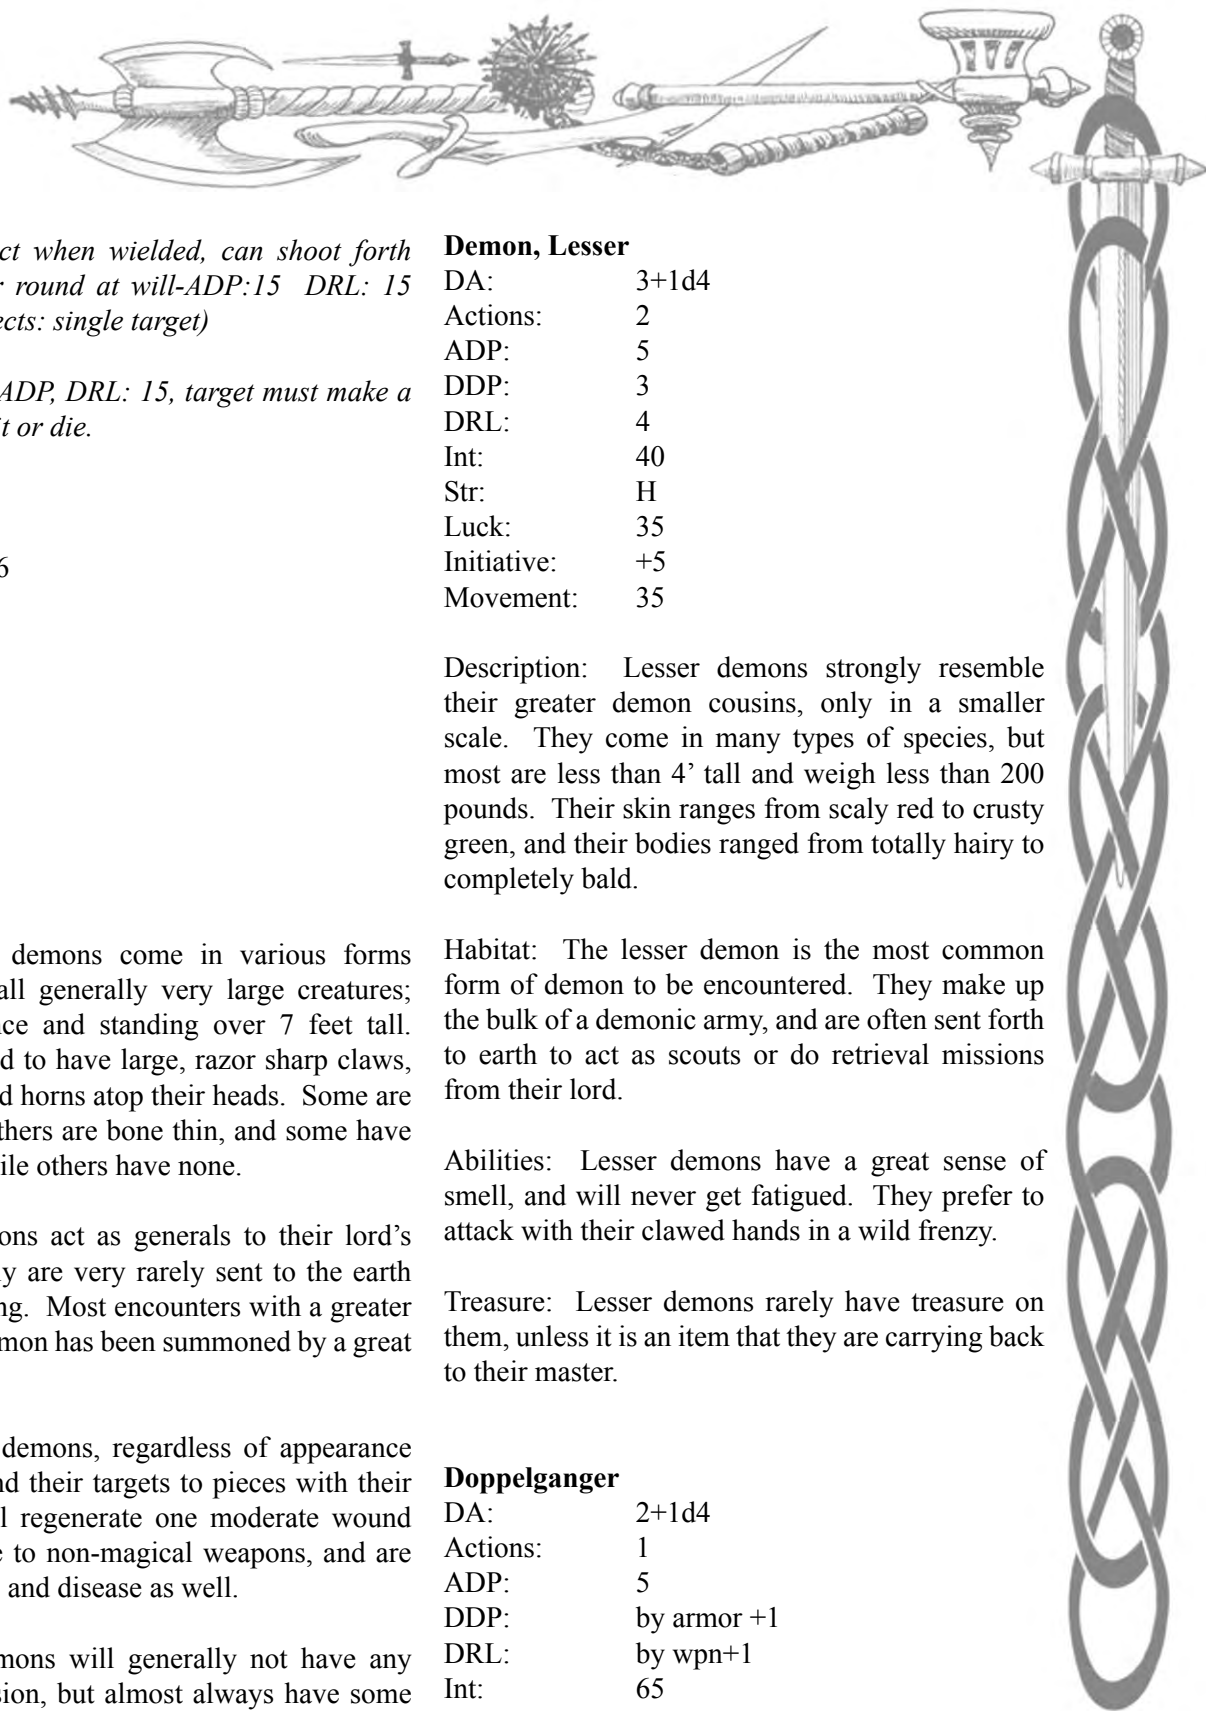 ct when wielded, can shoot forth
r round at will-ADP:15 DRL: 15
ects: single target)
ADP, DRL: 15, target must make a
t or die.
6
demons come in various forms
all generally very large creatures;
ce and standing over 7 feet tall.
d to have large, razor sharp claws,
d horns atop their heads. Some are
thers are bone thin, and some have
ile others have none.
ons act as generals to their lord’s
y are very rarely sent to the earth
ng. Most encounters with a greater
mon has been summoned by a great
demons, regardless of appearance
nd their targets to pieces with their
l regenerate one moderate wound
e to non-magical weapons, and are
and disease as well.
mons will generally not have any
sion, but almost always have some
Demon, Lesser
DA: 3+1d4
Actions: 2
ADP: 5
DDP: 3
DRL: 4
Int: 40
Str: H
Luck: 35
Initiative: +5
Movement: 35
Description: Lesser demons strongly resemble
their greater demon cousins, only in a smaller
scale. They come in many types of species, but
most are less than 4’ tall and weigh less than 200
pounds. Their skin ranges from scaly red to crusty
green, and their bodies ranged from totally hairy to
completely bald.
Habitat: The lesser demon is the most common
form of demon to be encountered. They make up
the bulk of a demonic army, and are often sent forth
to earth to act as scouts or do retrieval missions
from their lord.
Abilities: Lesser demons have a great sense of
smell, and will never get fatigued. They prefer to
attack with their clawed hands in a wild frenzy.
Treasure: Lesser demons rarely have treasure on
them, unless it is an item that they are carrying back
to their master.
Doppelganger
DA: 2+1d4
Actions: 1
ADP: 5
DDP: by armor +1
DRL: by wpn+1
Int: 65